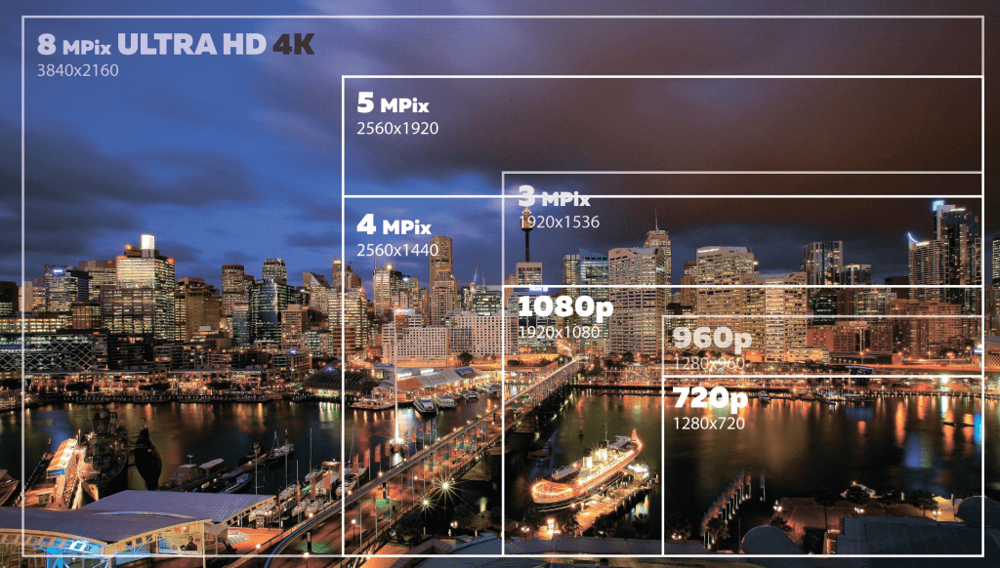 8 MPix ULTRA HD 4K
3840x2160
5 MPix
2560x1920
3 MPix
1920x1536
4 MPix
2560x1440
1080p
1920x1080
960p
1280x960
720p
1280x720